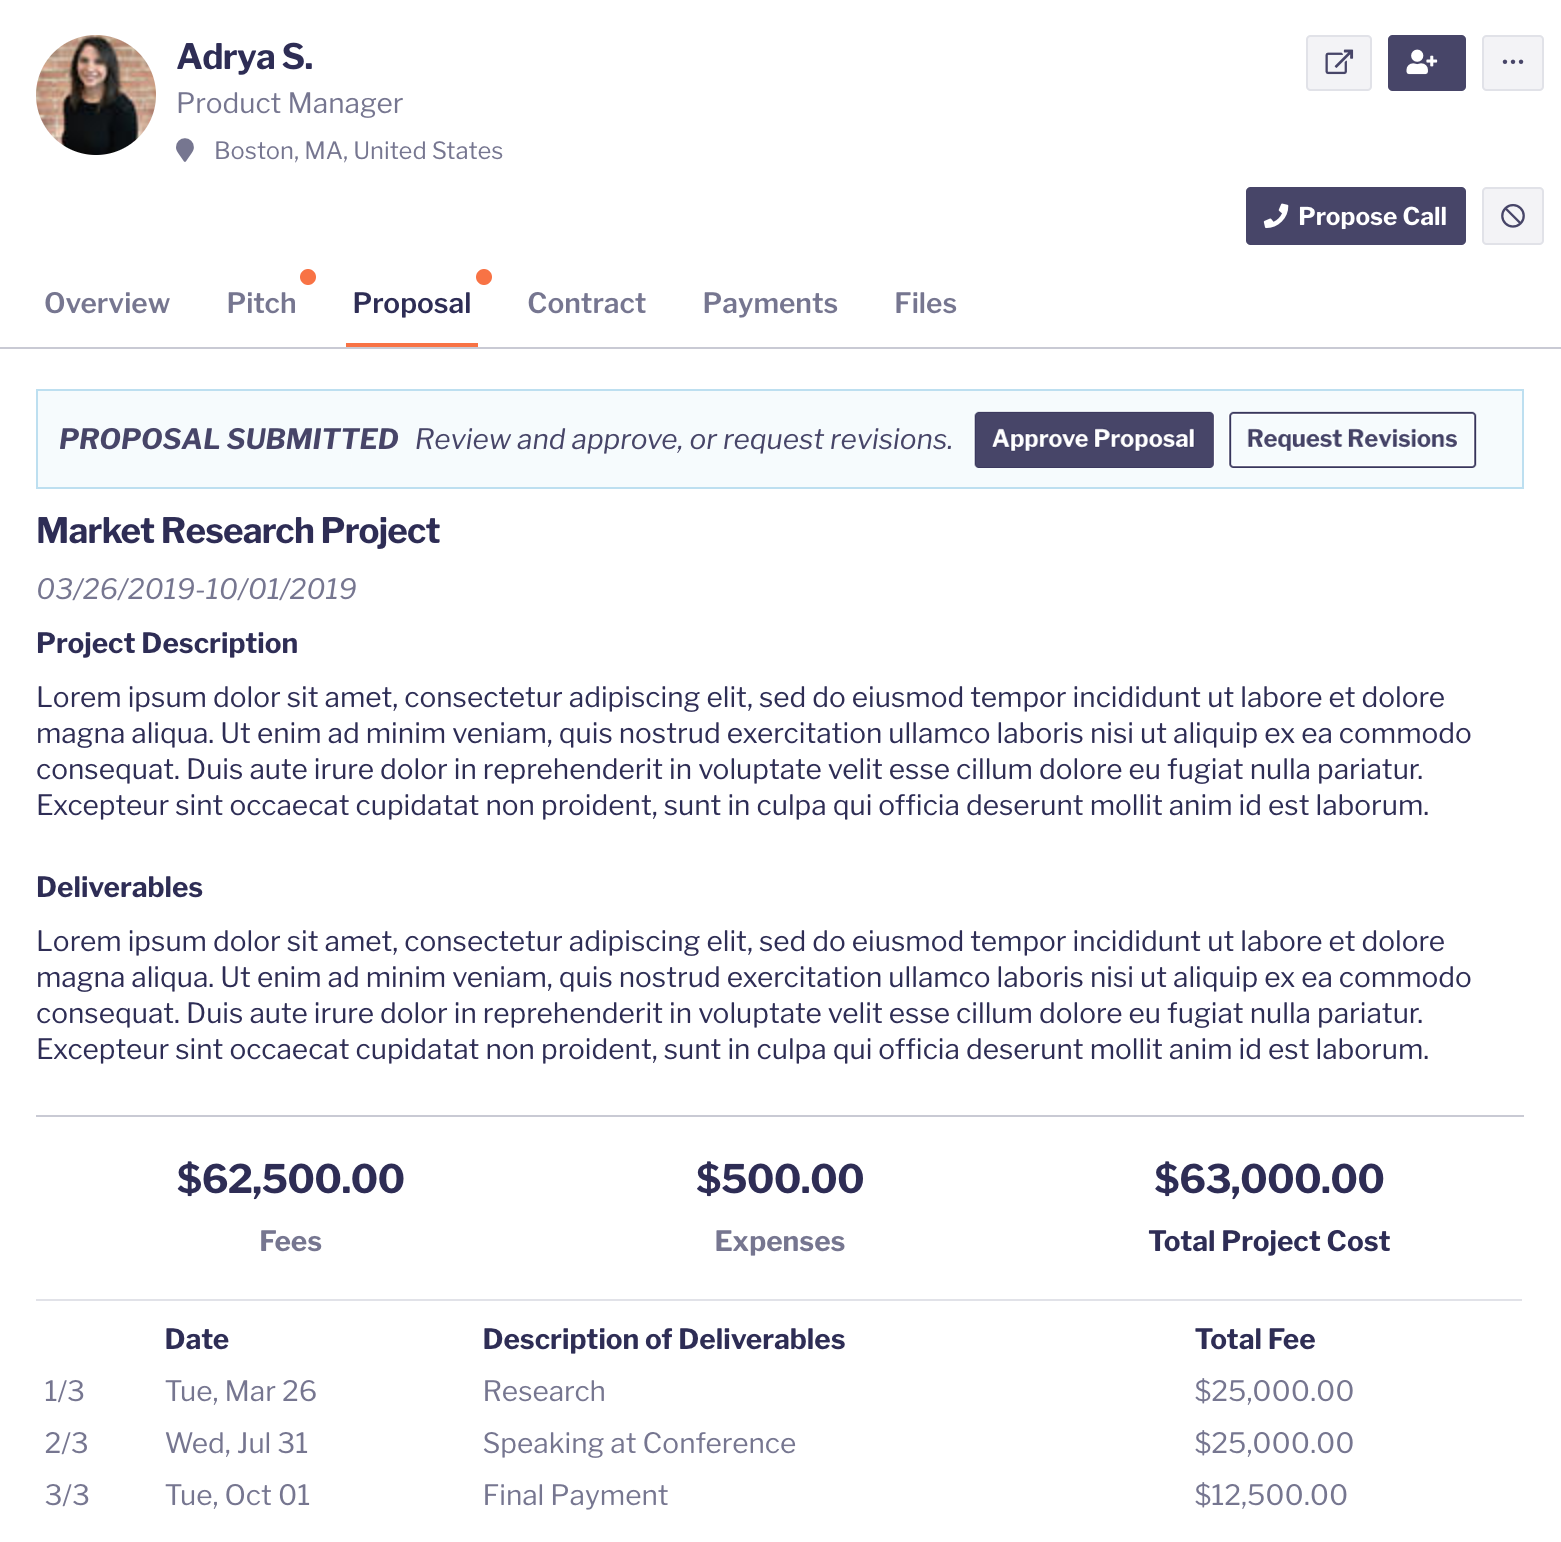 Adrya S.
Product Manager
Boston, MA, United States
Propose Call
Overview Pitch Proposal Contract Payments Files
PROPOSAL SUBMITTED Review and approve, or request revisions. Approve Proposal Request Revisions
Market Research Project
03/26/2019-10/01/2019
Project Description
Lorem ipsum dolor sit amet, consectetur adipiscing elit, sed do eiusmod tempor incididunt ut labore et dolore
magna aliqua. Ut enim ad minim veniam, quis nostrud exercitation ullamco laboris nisi ut aliquip ex ea commodo
consequat. Duis aute irure dolor in reprehenderit in voluptate velit esse cillum dolore eu fugiat nulla pariatur.
Excepteur sint occaecat cupidatat non proident, sunt in culpa qui officia deserunt mollit anim id est laborum.
Deliverables
Lorem ipsum dolor sit amet, consectetur adipiscing elit, sed do eiusmod tempor incididunt ut labore et dolore
magna aliqua. Ut enim ad minim veniam, quis nostrud exercitation ullamco laboris nisi ut aliquip ex ea commodo
consequat. Duis aute irure dolor in reprehenderit in voluptate velit esse cillum dolore eu fugiat nulla pariatur.
Excepteur sint occaecat cupidatat non proident, sunt in culpa qui officia deserunt mollit anim id est laborum.
$62,500.00 $500.00 $63,000.00
Fees Expenses Total Project Cost
Date Description of Deliverables Total Fee
1/3 Tue, Mar 26 Research $25,000.00
2/3 Wed, Jul 31 Speaking at Conference $25,000.00
3/3 Tue, Oct 01 Final Payment $12,500.00